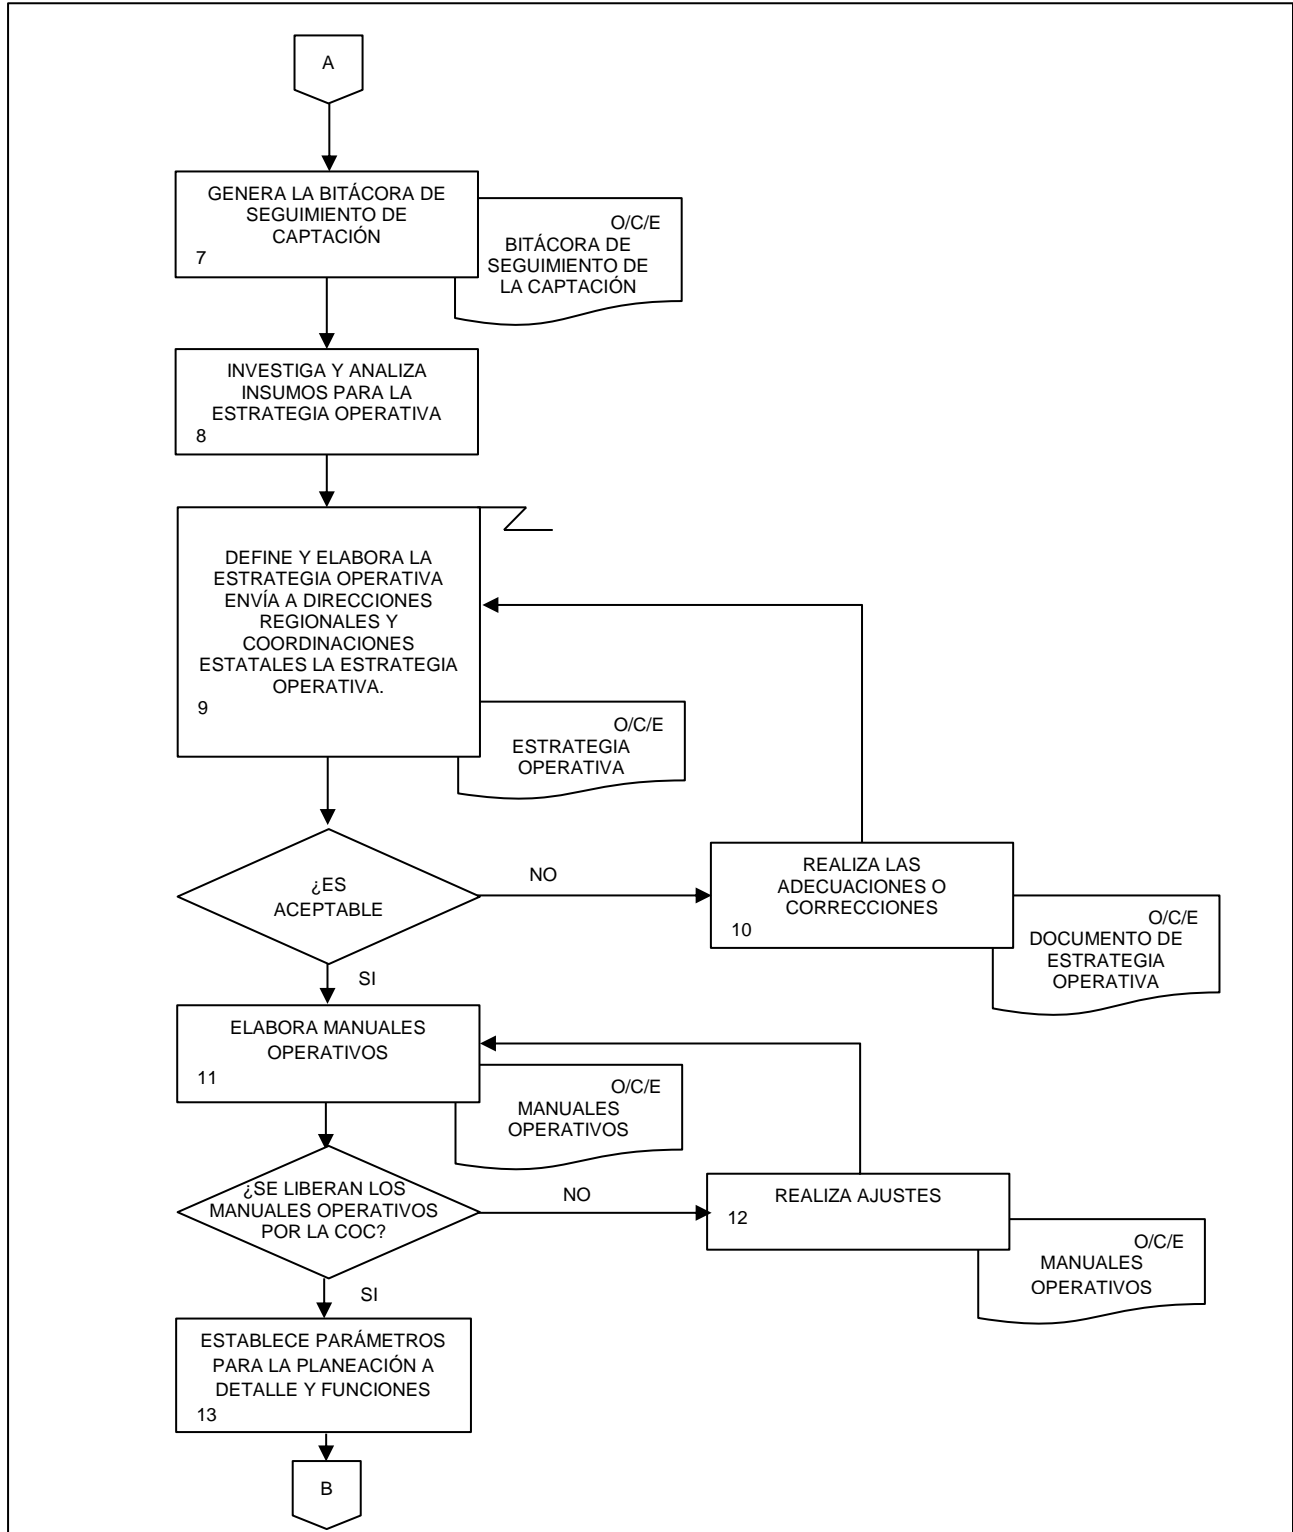 A
GENERA LA BITÁCORA DE
SEGUIMIENTO DE
CAPTACIÓN
7
O/C/E
BITÁCORA DE
SEGUIMIENTO DE
LA CAPTACIÓN
INVESTIGA Y ANALIZA
INSUMOS PARA LA
ESTRATEGIA OPERATIVA
8
DEFINE Y ELABORA LA
ESTRATEGIA OPERATIVA
ENVÍA A DIRECCIONES
REGIONALES Y
COORDINACIONES
ESTATALES LA ESTRATEGIA
OPERATIVA.
9
O/C/E
ESTRATEGIA
OPERATIVA
¿ES
ACEPTABLE
NO
REALIZA LAS
ADECUACIONES O
CORRECCIONES
10
O/C/E
DOCUMENTO DE
ESTRATEGIA
OPERATIVA
SI
ELABORA MANUALES
OPERATIVOS
11
O/C/E
MANUALES
OPERATIVOS
¿SE LIBERAN LOS
MANUALES OPERATIVOS
POR LA COC?
NO
REALIZA AJUSTES
12
O/C/E
MANUALES
OPERATIVOS
SI
ESTABLECE PARÁMETROS
PARA LA PLANEACIÓN A
DETALLE Y FUNCIONES
13
B